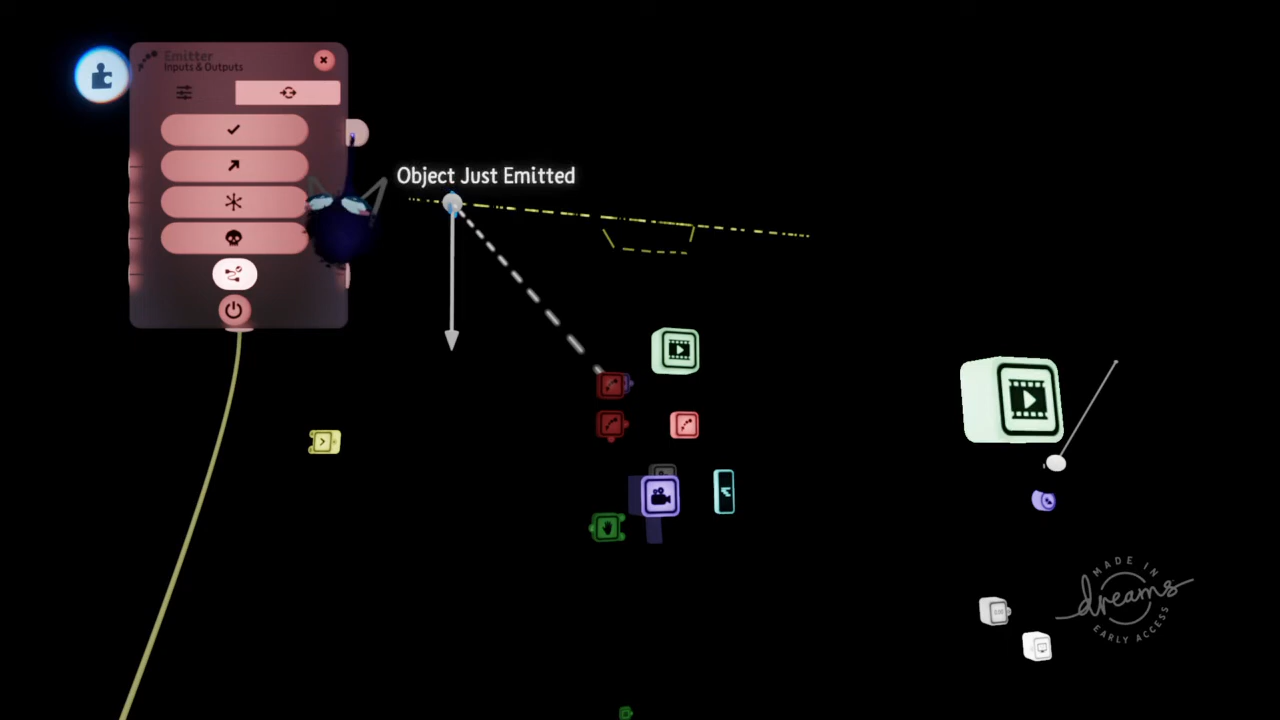 Emitter
Inputs & Outputs
Object Just Emitted
MADE IN
dreams
EARLY ACCESS